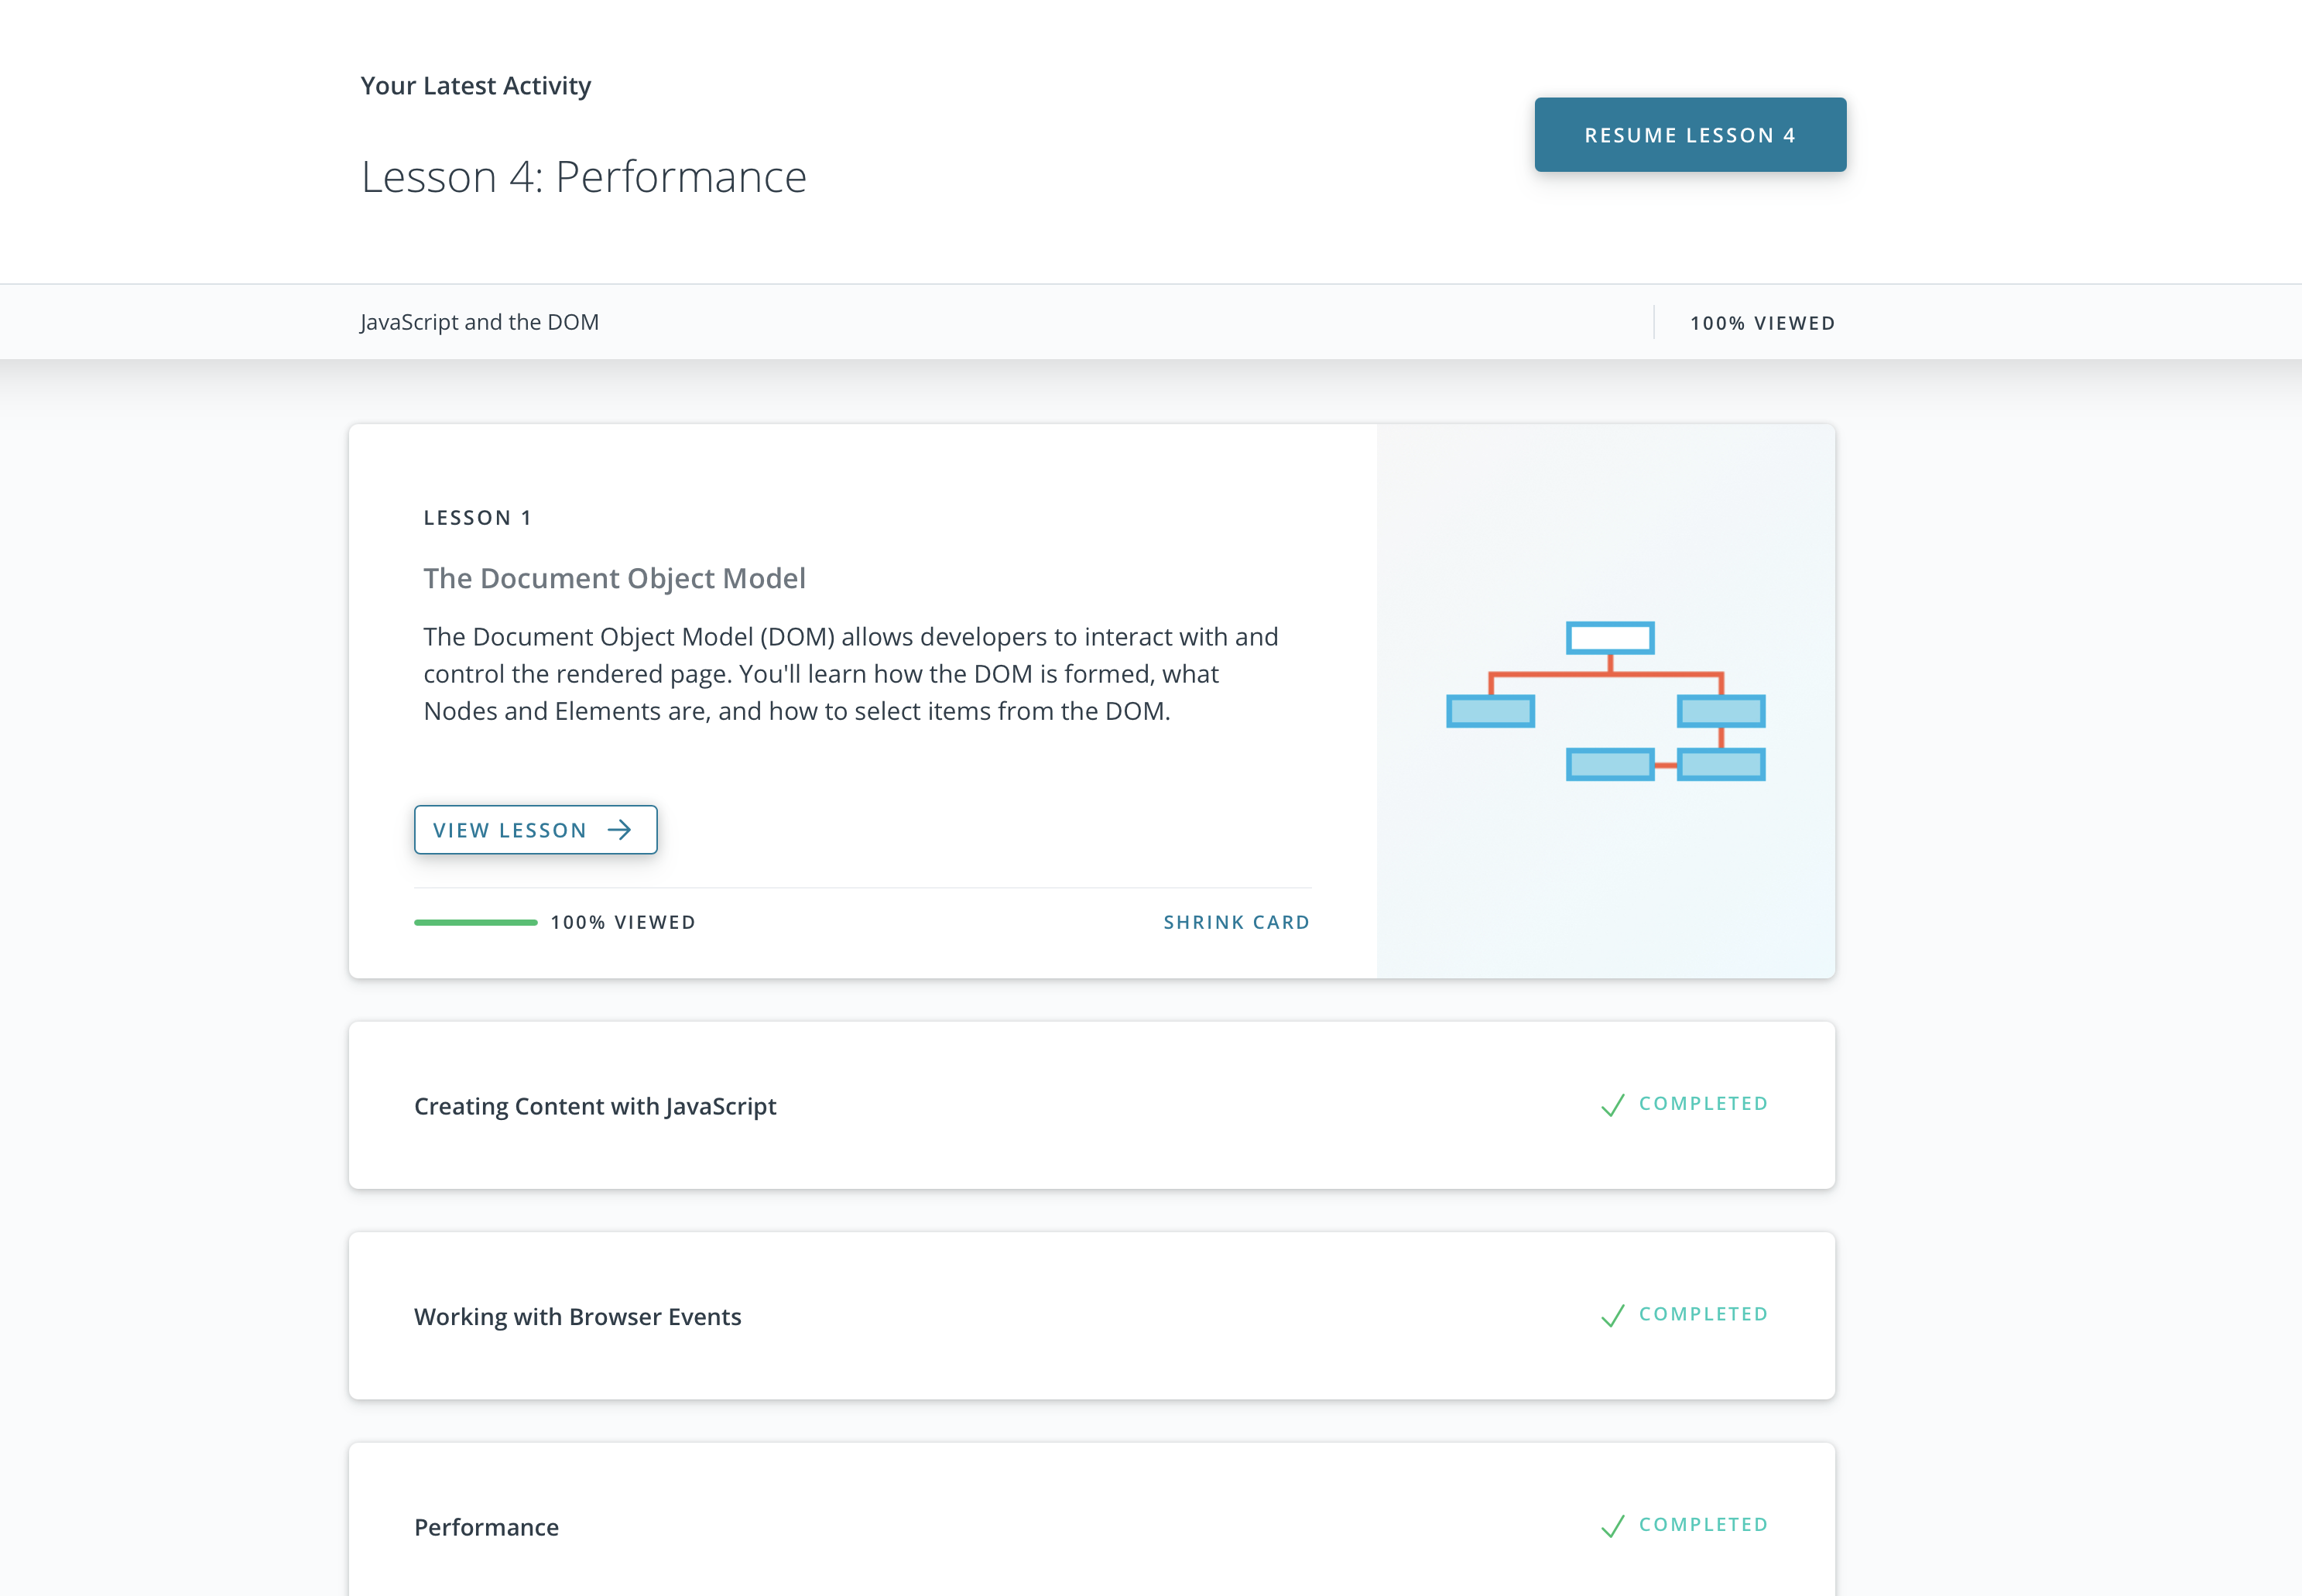 Your Latest Activity
RESUME LESSON 4
Lesson 4: Performance
JavaScript and the DOM
100% VIEWED
LESSON 1
The Document Object Model
The Document Object Model (DOM) allows developers to interact with and
control the rendered page. You'll learn how the DOM is formed, what
Nodes and Elements are, and how to select items from the DOM.
VIEW LESSON
100% VIEWED
SHRINK CARD
Creating Content with JavaScript
COMPLETED
Working with Browser Events
COMPLETED
Performance
COMPLETED